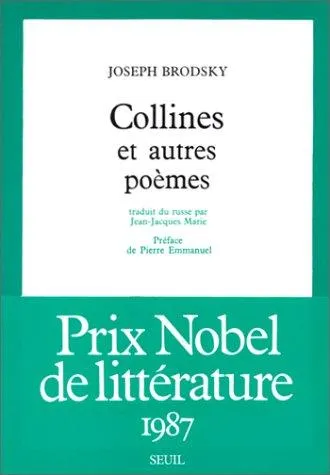 JOSEPH BRODSKY
Collines
et autres
poèmes
traduit du russe par
Jean-Jacques Marie
Préface
de Pierre Emmanuel
Prix Nobel
de littérature
1987
SEUIL